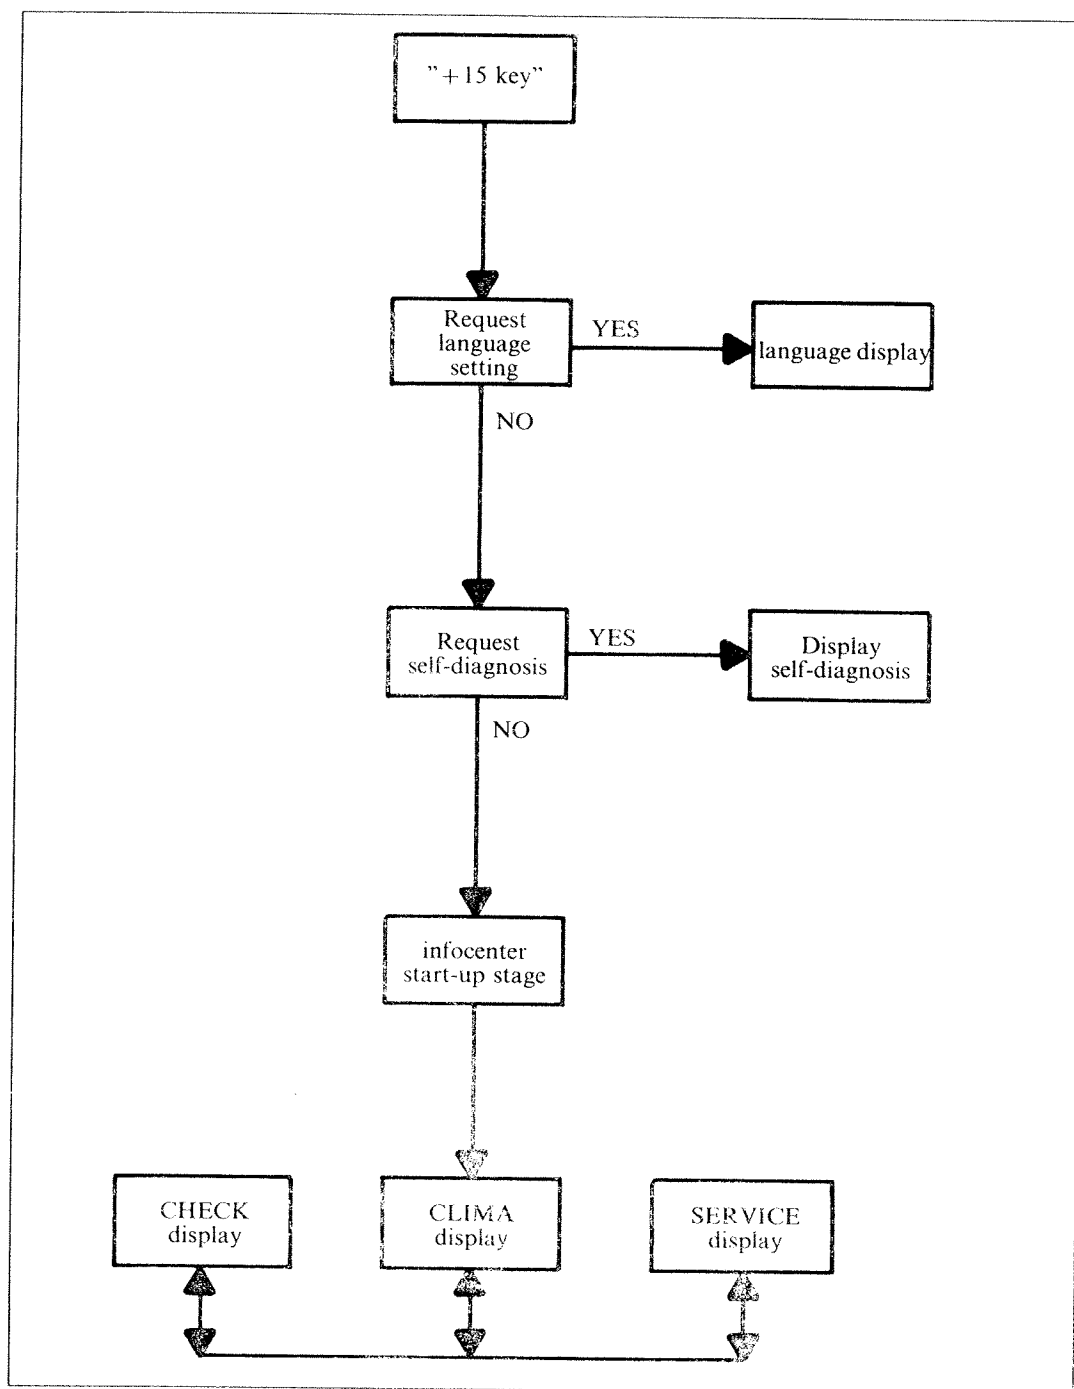 "+15 key"
Request
language
setting
YES
language display
NO
Request
self-diagnosis
YES
Display
self-diagnosis
NO
infocenter
start-up stage
CHECK
display
CLIMA
display
SERVICE
display